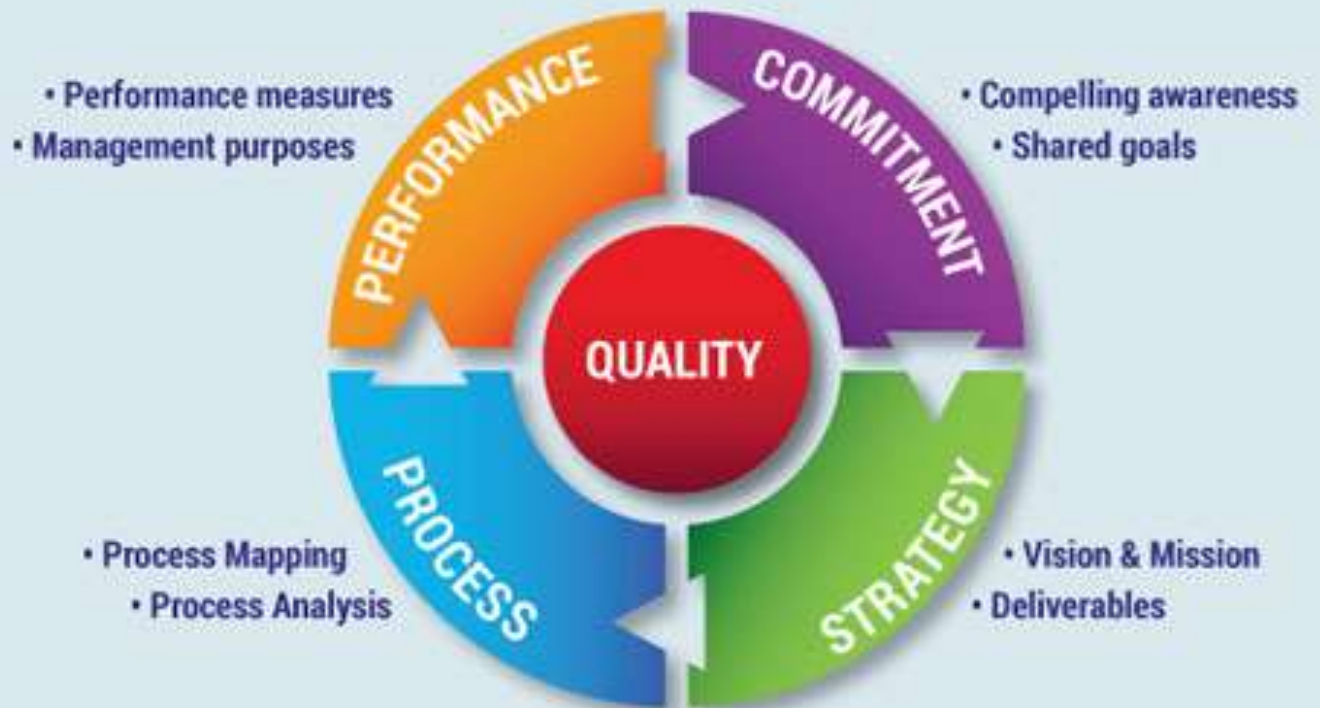 PERFORMANCE
• Performance measures
• Management purposes
COMMITMENT
• Compelling awareness
• Shared goals
QUALITY
PROCESS
• Process Mapping
• Process Analysis
STRATEGY
• Vision & Mission
• Deliverables